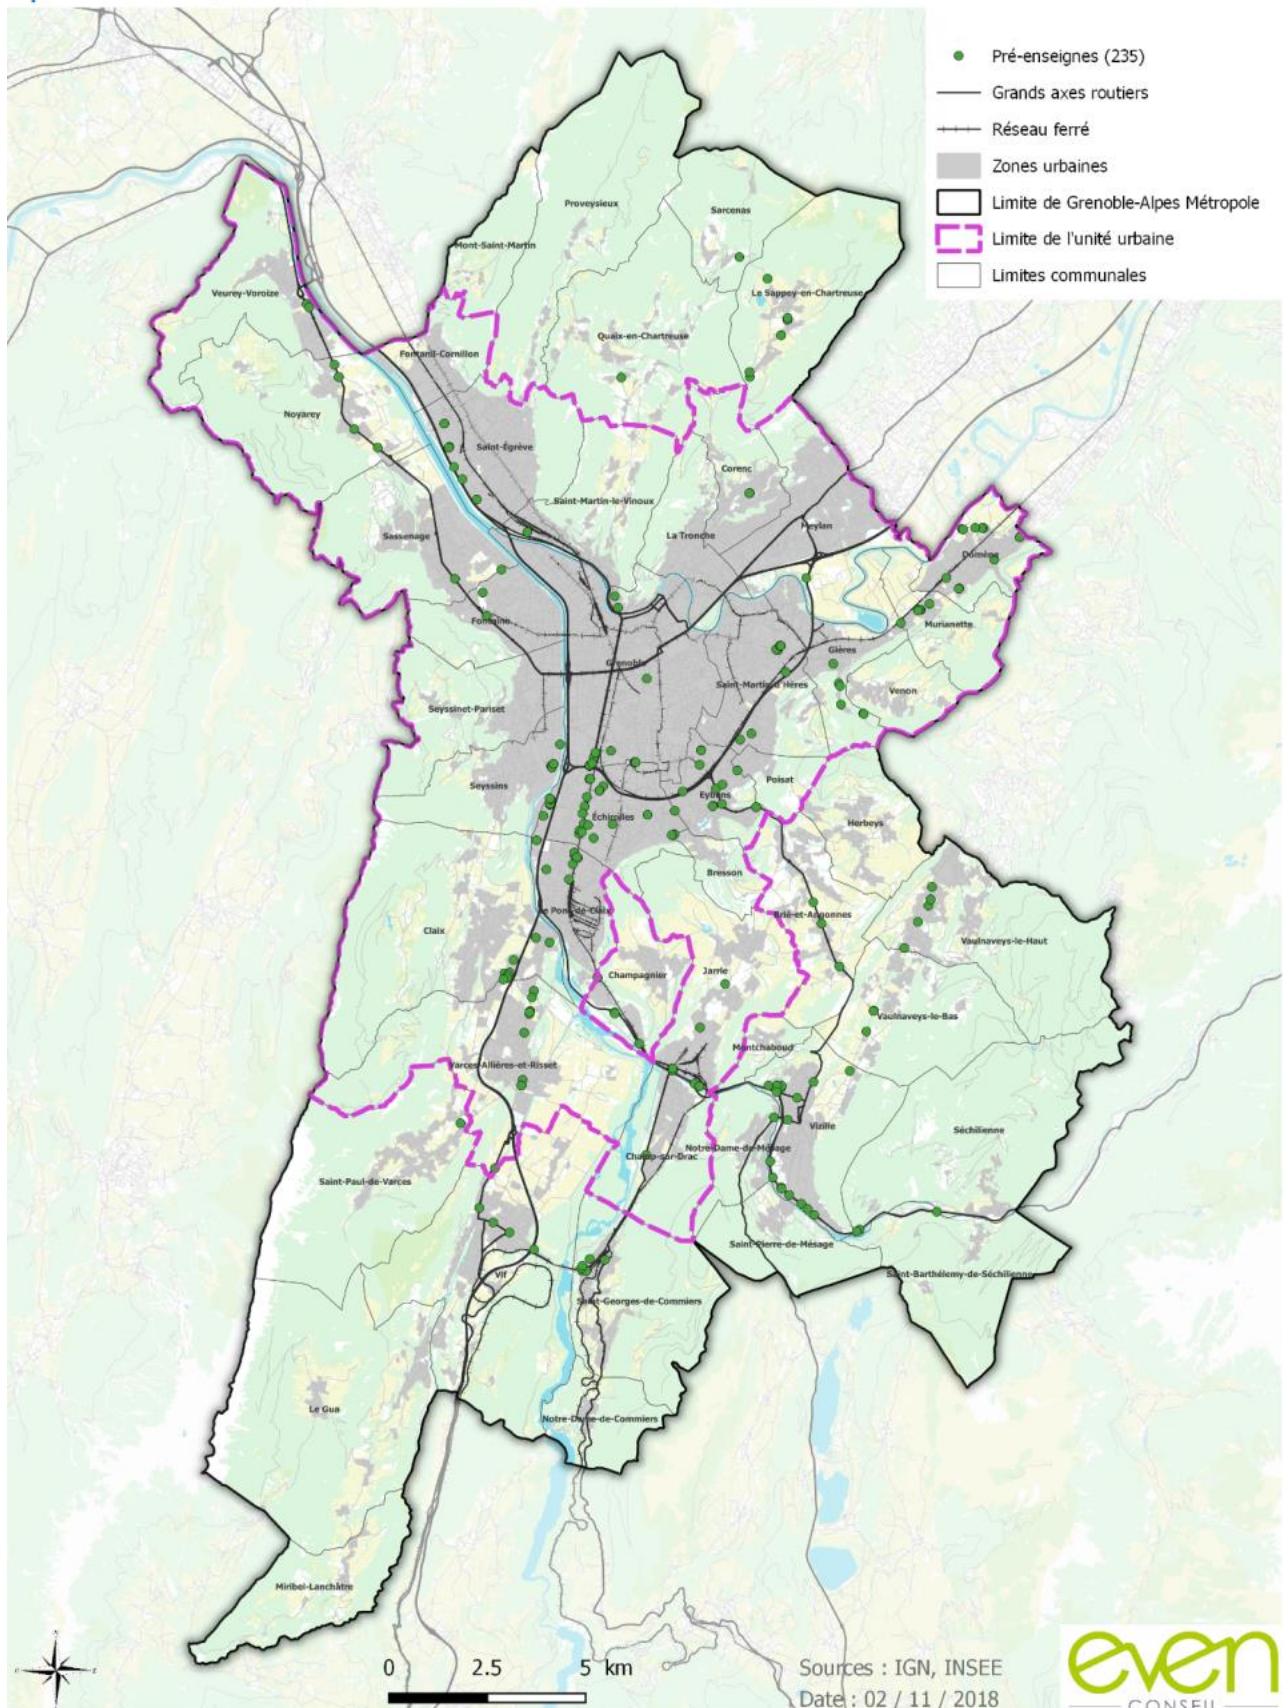 Pré-enseignes (235)
Grands axes routiers
Réseau ferré
Zones urbaines
Limite de Grenoble-Alpes Métropole
Limite de l'unité urbaine
Limites communales
Proveysieux
Sarcenas
Mont-Saint-Martin
Veurey-Voroize
Le Sappey-en-Chartreuse
Quaix-en-Chartreuse
Fontanil-Cornillon
Noyarey
Saint-Égrève
Corenc
Saint-Martin-le-Vinoux
Meylan
Sassenage
La Tronche
Domène
Fontaine
Murianette
Gières
Grenoble
Saint-Martin-d'Hères
Venon
Seyssinet-Pariset
Poisat
Seyssins
Eybens
Échirolles
Herbeys
Bresson
Le Pont-de-Claix
Brié-et-Angonnes
Claix
Vaulnaveys-le-Haut
Champagnier
Jarrie
Vaulnaveys-le-Bas
Montchaboud
Varces-Allières-et-Risset
Vizille
Séchilienne
Notre-Dame-de-Mésage
Champ-sur-Drac
Saint-Paul-de-Varces
Saint-Pierre-de-Mésage
Vif
Saint-Barthélemy-de-Séchilienne
Saint-Georges-de-Commiers
Le Gua
Notre-Dame-de-Commiers
Miribel-Lanchâtre
0 2.5 5 km
Sources : IGN, INSEE
Date : 02 / 11 / 2018
even
CONSEIL